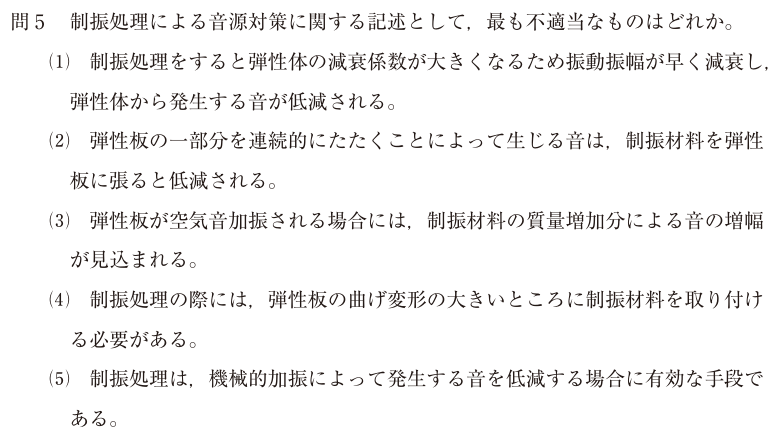 問5　制振処理による音源対策に関する記述として，最も不適当なものはどれか。
(1)　制振処理をすると弾性体の減衰係数が大きくなるため振動振幅が早く減衰し，
弾性体から発生する音が低減される。
(2)　弾性板の一部分を連続的にたたくことによって生じる音は，制振材料を弾性
板に張ると低減される。
(3)　弾性板が空気音加振される場合には，制振材料の質量増加分による音の増幅
が見込まれる。
(4)　制振処理の際には，弾性板の曲げ変形の大きいところに制振材料を取り付け
る必要がある。
(5)　制振処理は，機械的加振によって発生する音を低減する場合に有効な手段で
ある。